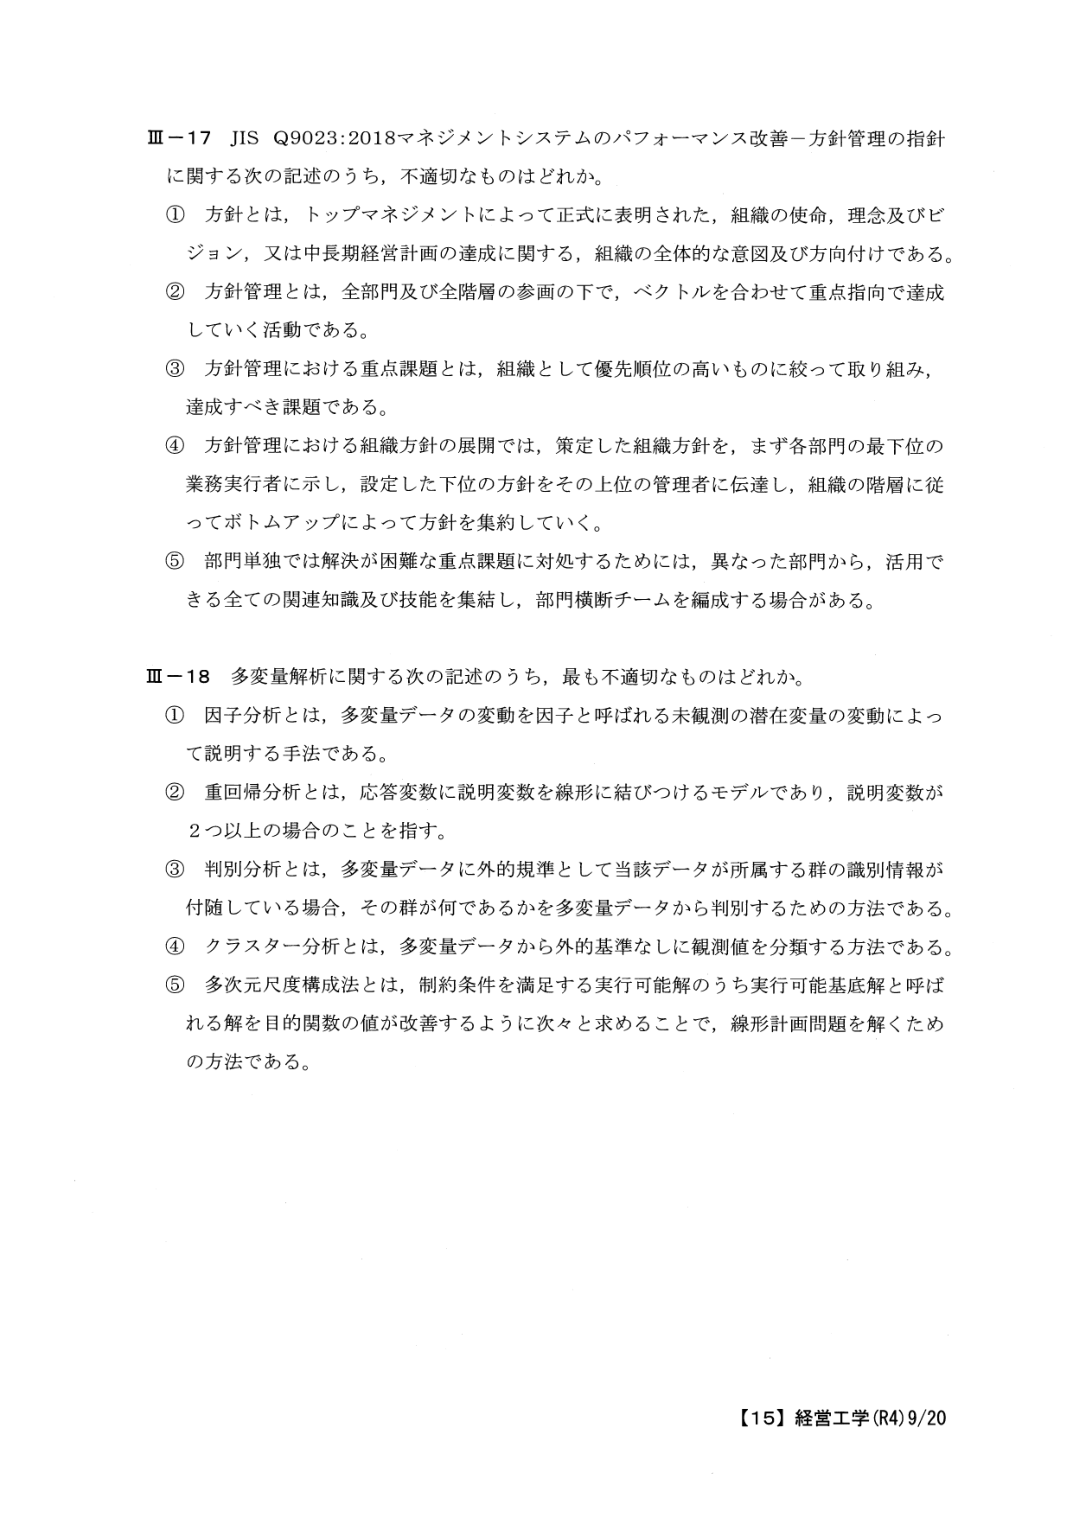 Ⅲ－17　JIS Q9023:2018マネジメントシステムのパフォーマンス改善－方針管理の指針
に関する次の記述のうち，不適切なものはどれか。
①　方針とは，トップマネジメントによって正式に表明された，組織の使命，理念及びビ
ジョン，又は中長期経営計画の達成に関する，組織の全体的な意図及び方向付けである。
②　方針管理とは，全部門及び全階層の参画の下で，ベクトルを合わせて重点指向で達成
していく活動である。
③　方針管理における重点課題とは，組織として優先順位の高いものに絞って取り組み，
達成すべき課題である。
④　方針管理における組織方針の展開では，策定した組織方針を，まず各部門の最下位の
業務実行者に示し，設定した下位の方針をその上位の管理者に伝達し，組織の階層に従
ってボトムアップによって方針を集約していく。
⑤　部門単独では解決が困難な重点課題に対処するためには，異なった部門から，活用で
きる全ての関連知識及び技能を集結し，部門横断チームを編成する場合がある。
Ⅲ－18　多変量解析に関する次の記述のうち，最も不適切なものはどれか。
①　因子分析とは，多変量データの変動を因子と呼ばれる未観測の潜在変量の変動によっ
て説明する手法である。
②　重回帰分析とは，応答変数に説明変数を線形に結びつけるモデルであり，説明変数が
２つ以上の場合のことを指す。
③　判別分析とは，多変量データに外的規準として当該データが所属する群の識別情報が
付随している場合，その群が何であるかを多変量データから判別するための方法である。
④　クラスター分析とは，多変量データから外的基準なしに観測値を分類する方法である。
⑤　多次元尺度構成法とは，制約条件を満足する実行可能解のうち実行可能基底解と呼ば
れる解を目的関数の値が改善するように次々と求めることで，線形計画問題を解くため
の方法である。
【15】経営工学(R4)9/20